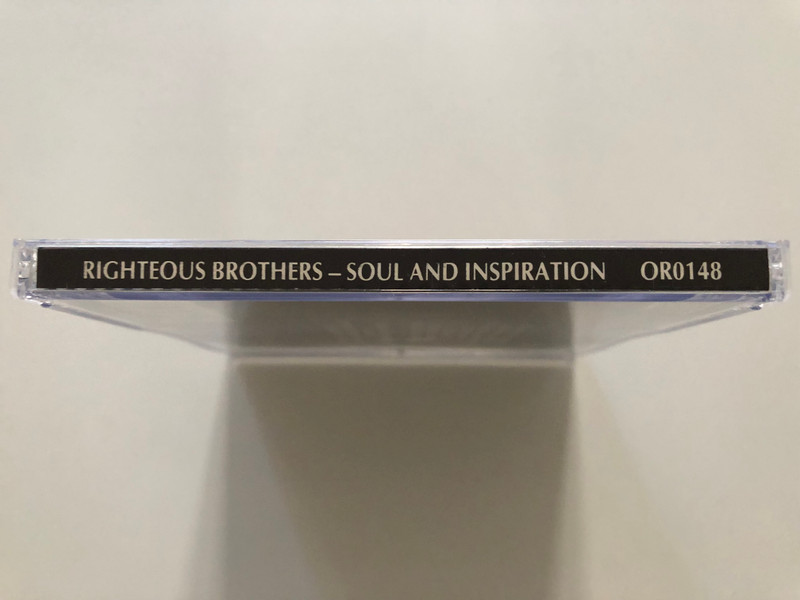 RIGHTEOUS BROTHERS – SOUL AND INSPIRATION OR0148